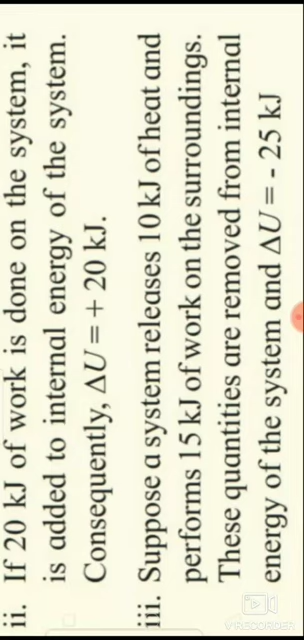 ii. If 20 kJ of work is done on the system, it
is added to internal energy of the system.
Consequently, ΔU = + 20 kJ.
iii. Suppose a system releases 10 kJ of heat and
performs 15 kJ of work on the surroundings.
These quantities are removed from internal
energy of the system and ΔU = - 25 kJ
V RECORDER